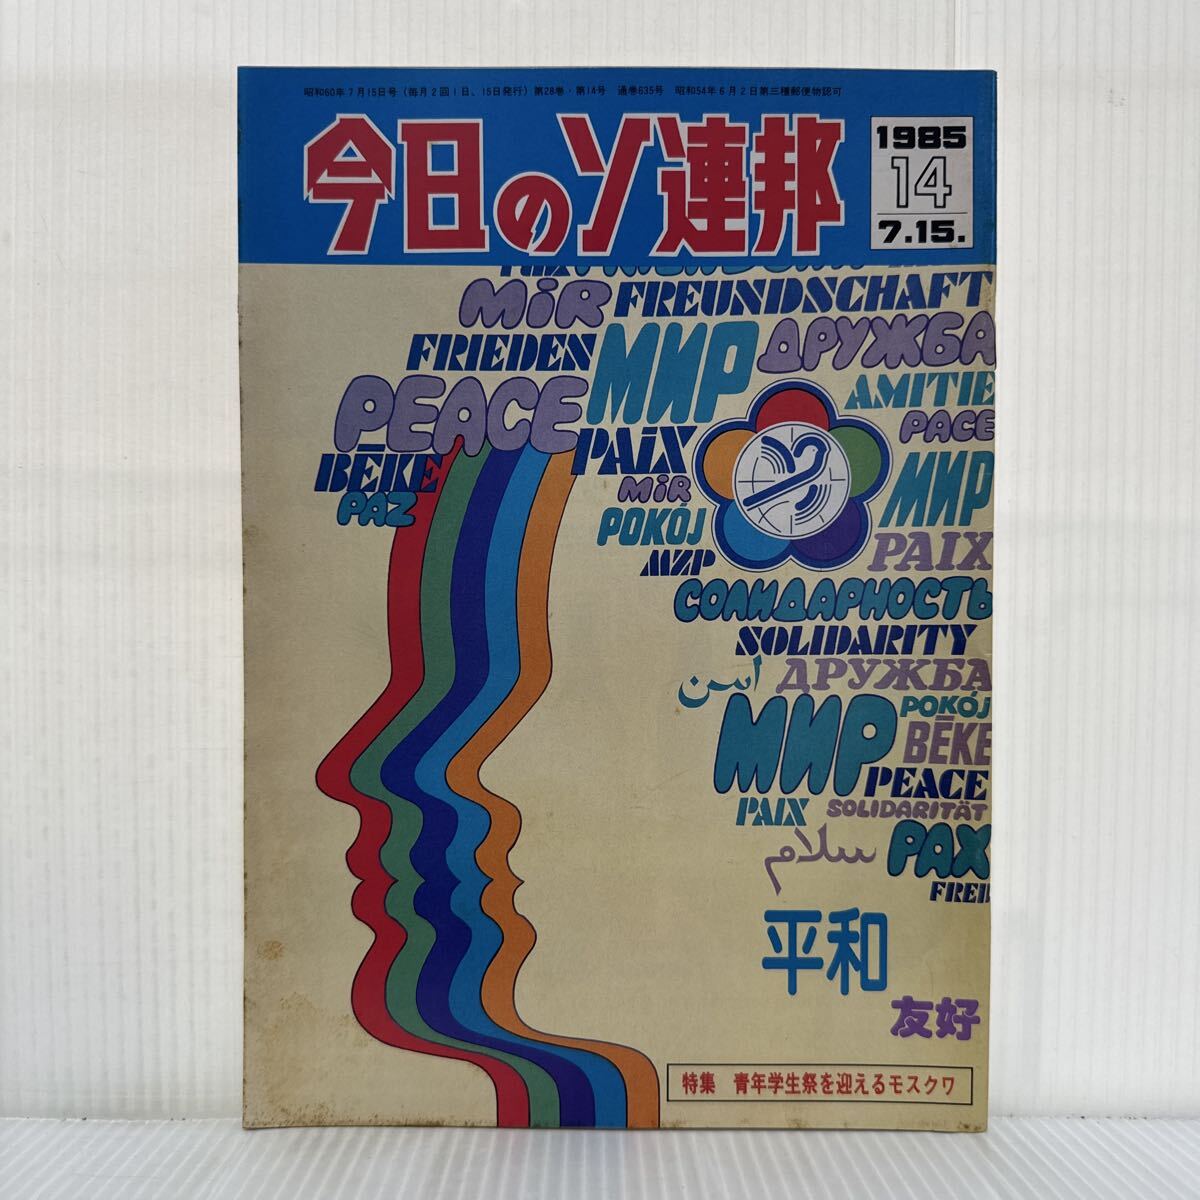 昭和60年7月15日号(毎月2回1日、15日発行)第28巻・第14号 通巻635号 昭和54年6月2日第三種郵便物認可
今日のソ連邦
1985
14
7.15.
MiR
FREUNDSCHAFT
FRIEDEN
МИР
ДРУЖБА
PEACE
AMITIE
PAIX
PACE
BĒKE
MiR
МИР
PAZ
POKÓJ
PAIX
MZP
СОЛИДАРНОСТЬ
SOLIDARITY
ДРУЖБА
МИР
POKÓJ
BĒKE
PEACE
PAIX
SOLIDARITÄT
سلام
PAX
平和
友好
特集 青年学生祭を迎えるモスクワ